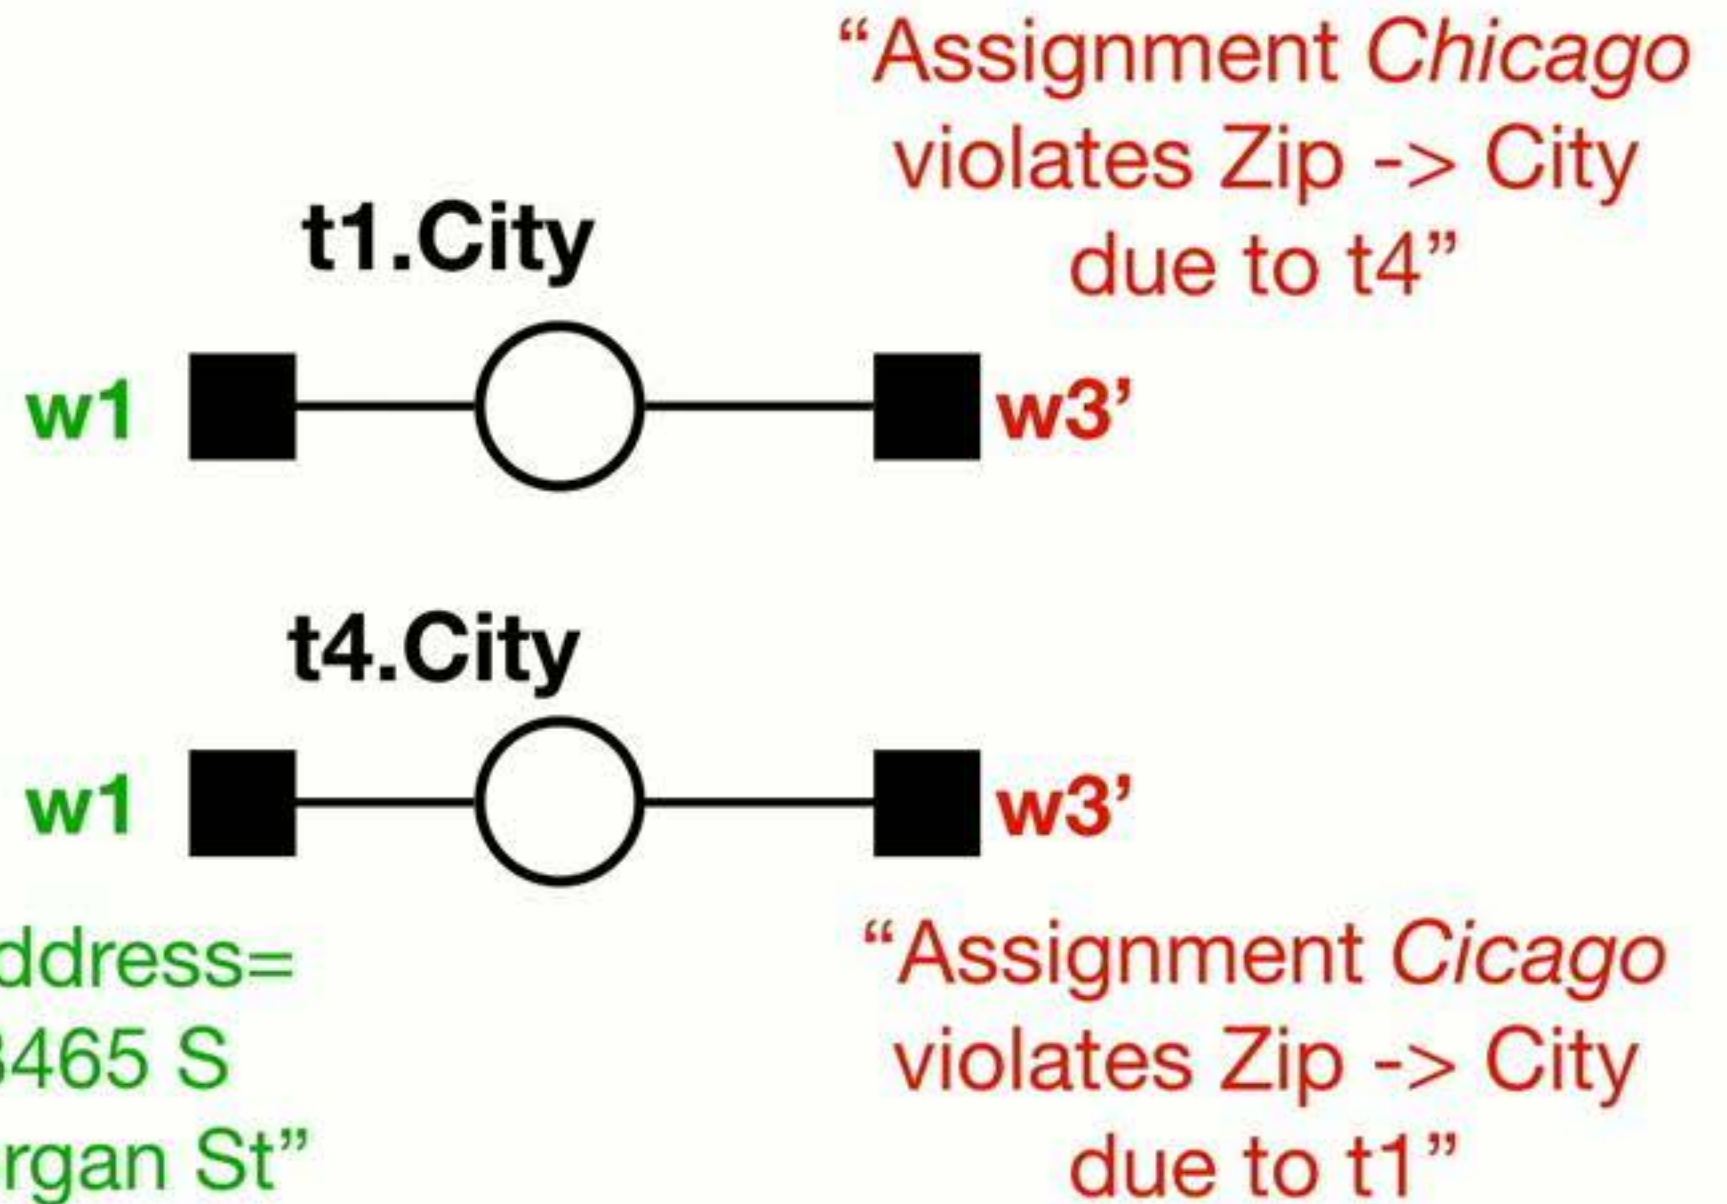 “Assignment Chicago
violates Zip -> City
due to t4”
t1.City
w1
w3’
t4.City
w1
w3’
ddress=
3465 S
rgan St”
“Assignment Cicago
violates Zip -> City
due to t1”